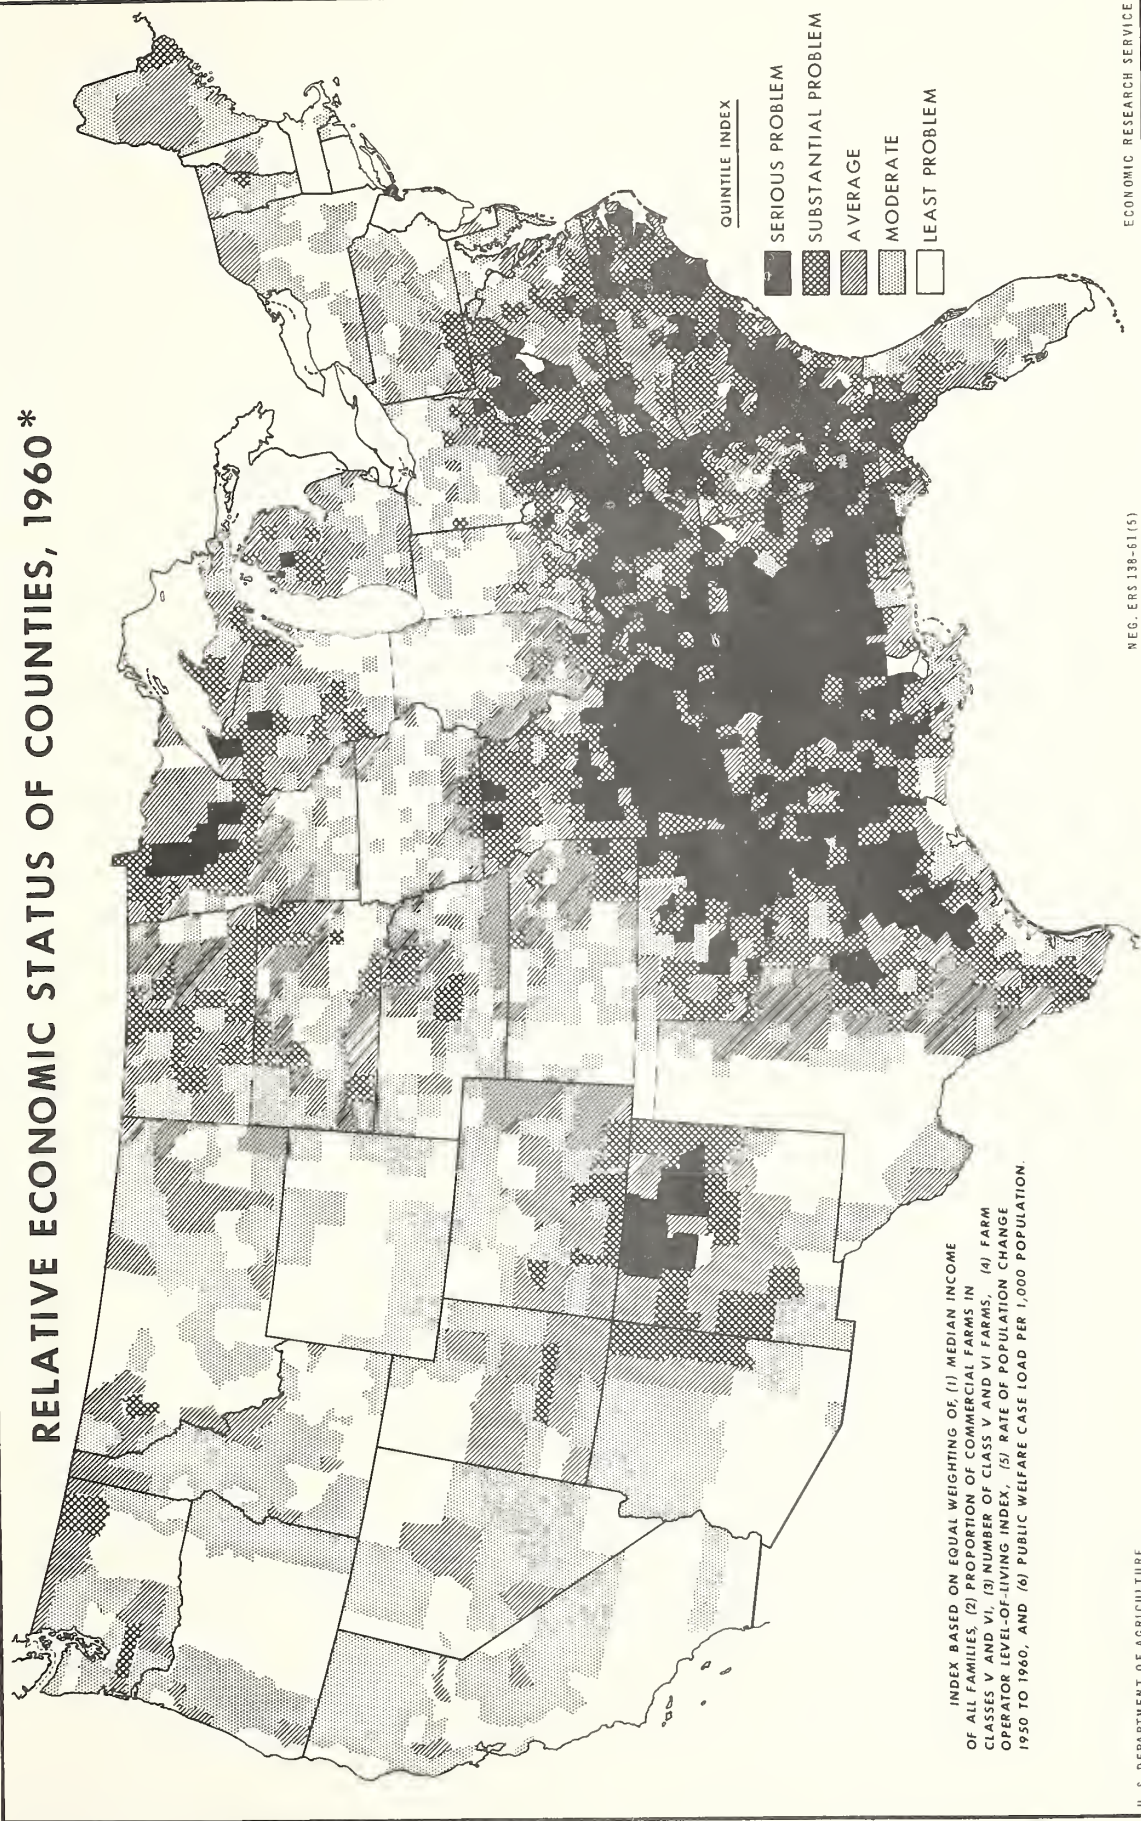 RELATIVE ECONOMIC STATUS OF COUNTIES, 1960*
QUINTILE INDEX
SERIOUS PROBLEM
SUBSTANTIAL PROBLEM
AVERAGE
MODERATE
LEAST PROBLEM
INDEX BASED ON EQUAL WEIGHTING OF, (1) MEDIAN INCOME
OF ALL FAMILIES, (2) PROPORTION OF COMMERCIAL FARMS IN
CLASSES V AND VI, (3) NUMBER OF CLASS V AND VI FARMS, (4) FARM
OPERATOR LEVEL-OF-LIVING INDEX, (5) RATE OF POPULATION CHANGE
1950 TO 1960, AND (6) PUBLIC WELFARE CASE LOAD PER 1,000 POPULATION.
U. S. DEPARTMENT OF AGRICULTURE
NEG. ERS 138-61(5)
ECONOMIC RESEARCH SERVICE